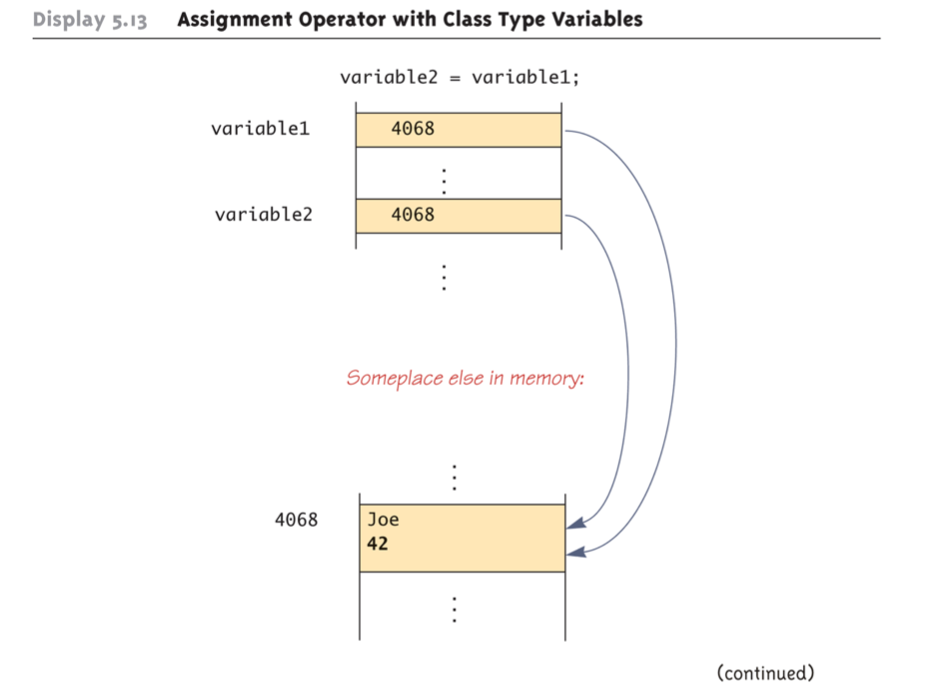 Display 5.13 Assignment Operator with Class Type Variables
variable2 = variable1;
variable1 4068
variable2 4068
Someplace else in memory:
4068 Joe
42
(continued)